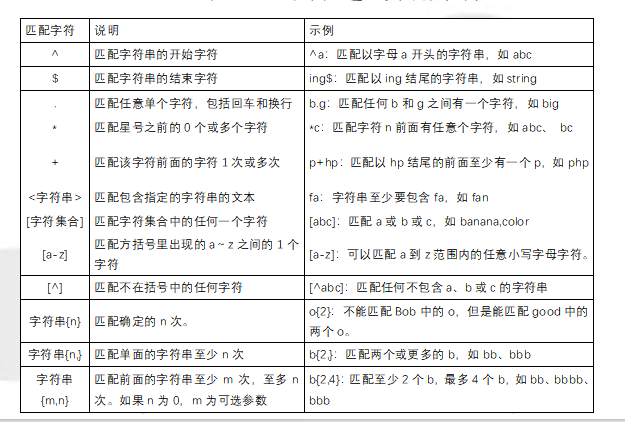 匹配字符 说明 示例
^ 匹配字符串的开始字符 ^a：匹配以字母 a 开头的字符串，如 abc
$ 匹配字符串的结束字符 ing$：匹配以 ing 结尾的字符串，如 string
. 匹配任意单个字符，包括回车和换行 b.g：匹配任何 b 和 g 之间有一个字符，如 big
* 匹配星号之前的 0 个或多个字符 *c：匹配字符 n 前面有任意个字符，如 abc、 bc
+ 匹配该字符前面的字符 1 次或多次 p+hp：匹配以 hp 结尾的前面至少有一个 p，如 php
<字符串> 匹配包含指定的字符串的文本 fa：字符串至少要包含 fa，如 fan
[字符集合] 匹配字符集合中的任何一个字符 [abc]：匹配 a 或 b 或 c，如 banana,color
[a-z] 匹配方括号里出现的 a～z 之间的 1 个
字符 [a-z]：可以匹配 a 到 z 范围内的任意小写字母字符。
[^] 匹配不在括号中的任何字符 [^abc]：匹配任何不包含 a、b 或 c 的字符串
字符串{n} 匹配确定的 n 次。 o{2}：不能匹配 Bob 中的 o，但是能匹配 good 中的
两个 o。
字符串{n,} 匹配单面的字符串至少 n 次 b{2,}：匹配两个或更多的 b，如 bb、bbb
字符串
{m,n} 匹配前面的字符串至少 m 次，至多 n
次。如果 n 为 0，m 为可选参数 b{2,4}：匹配至少 2 个 b，最多 4 个 b，如 bb、bbbb、
bbb